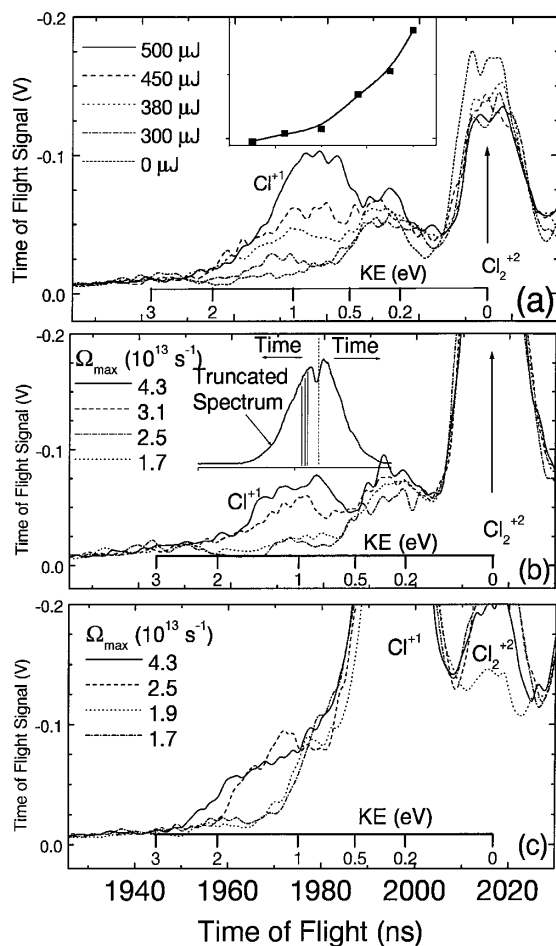 Time of Flight Signal (V)
-0.2
-0.1
0.0
500 μJ
450 μJ
380 μJ
300 μJ
0 μJ
Cl+1
Cl2+2
KE (eV)
3 2 1 0.5 0.2 0
(a)
Time of Flight Signal (V)
-0.2
-0.1
0.0
Ωmax (10^13 s^-1)
4.3
3.1
2.5
1.7
Time Time
Truncated
Spectrum
Cl+1
Cl2+2
KE (eV)
3 2 1 0.5 0.2 0
(b)
Time of Flight Signal (V)
-0.2
-0.1
0.0
Ωmax (10^13 s^-1)
4.3
2.5
1.9
1.7
Cl+1
Cl2+2
KE (eV)
3 2 1 0.5 0.2 0
(c)
1940 1960 1980 2000 2020
Time of Flight (ns)